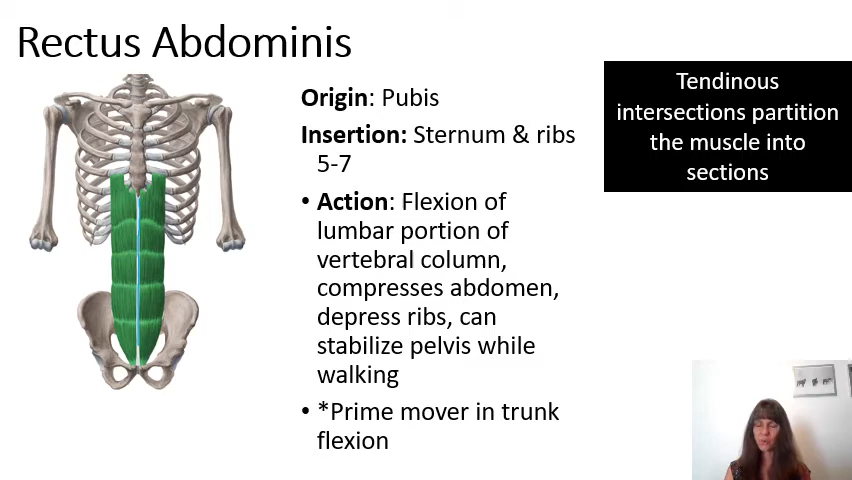 Rectus Abdominis
Origin: Pubis
Insertion: Sternum & ribs
5-7
• Action: Flexion of
lumbar portion of
vertebral column,
compresses abdomen,
depress ribs, can
stabilize pelvis while
walking
• *Prime mover in trunk
flexion
Tendinous
intersections partition
the muscle into
sections